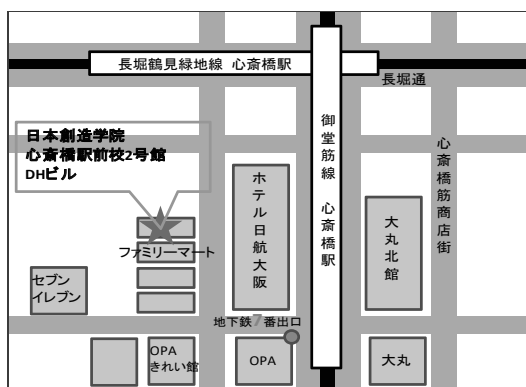 長堀鶴見緑地線 心斎橋駅
長堀通
日本創造学院
心斎橋駅前校2号館
DHビル
御堂筋線 心斎橋駅
心斎橋筋商店街
ホテル日航大阪
大丸北館
ファミリーマート
セブン
イレブン
地下鉄7番出口
OPA
きれい館
OPA
大丸